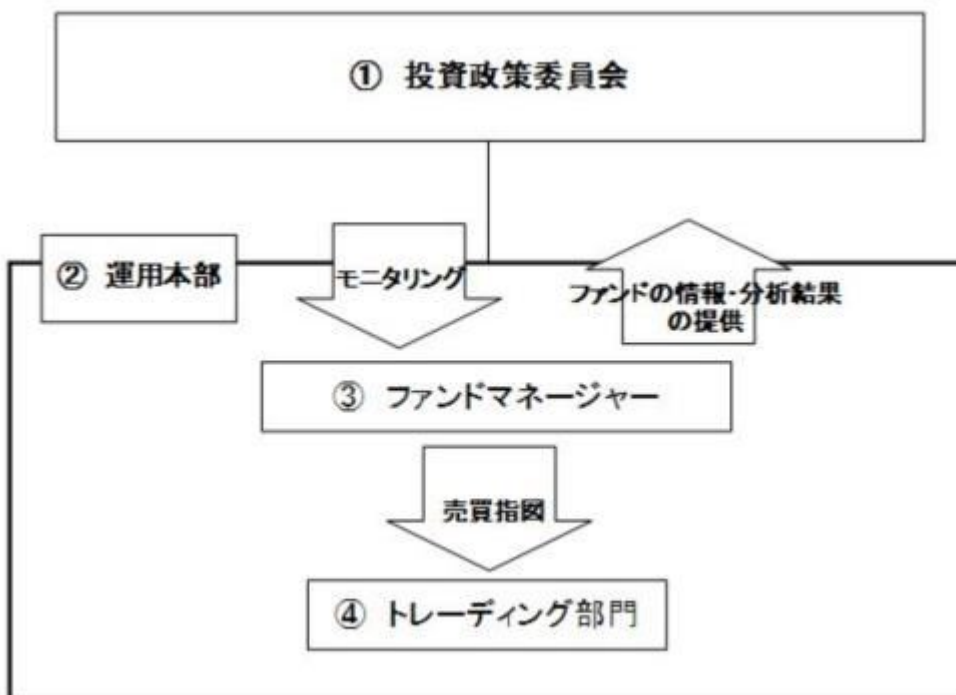 ① 投資政策委員会
② 運用本部
モニタリング
ファンドの情報・分析結果
の提供
③ ファンドマネージャー
売買指図
④ トレーディング部門